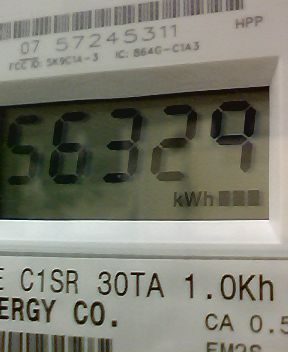 HPP
07 57245311
FCC ID: SK9C1A-3 IC: 864G-C1A3
56329
kWh
E C1SR 30TA 1.0Kh
ERGY CO.
CA 0.5
EM2S